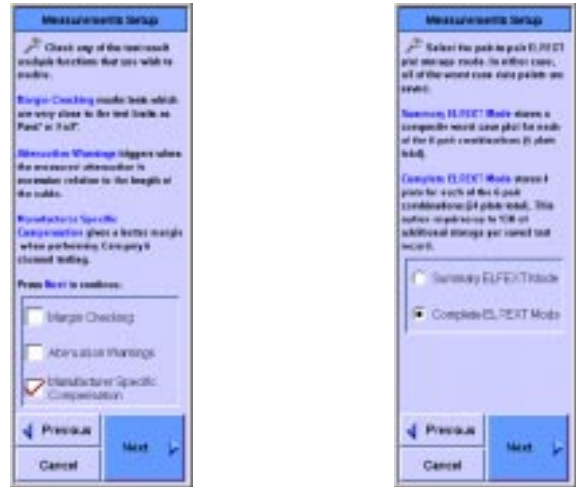 Measurements Setup
Check any of the test result
analysis functions that you wish to
enable.
Margin Checking marks tests which
are very close to the test limits as
Pass* or Fail*.
Attenuation Warnings triggers when
the measured attenuation is
excessive relative to the length of
the cable.
Manufacturer Specific
Compensation gives a better margin
when performing Category 6
channel testing.
Press Next to continue.
Margin Checking
Attenuation Warnings
Manufacturer Specific
Compensation
Previous
Next
Cancel
Measurements Setup
Select the pair to pair ELFEXT
plot storage mode. In either case,
all of the worst case data points are
saved.
Summary ELFEXT Mode stores a
composite worst case plot for each
of the 6 pair combinations (6 plots
total).
Complete ELFEXT Mode stores 4
plots for each of the 6 pair
combinations (24 plots total). This
option requires up to of
additional storage per saved test
record.
Summary ELFEXT Mode
Complete ELFEXT Mode
Previous
Next
Cancel